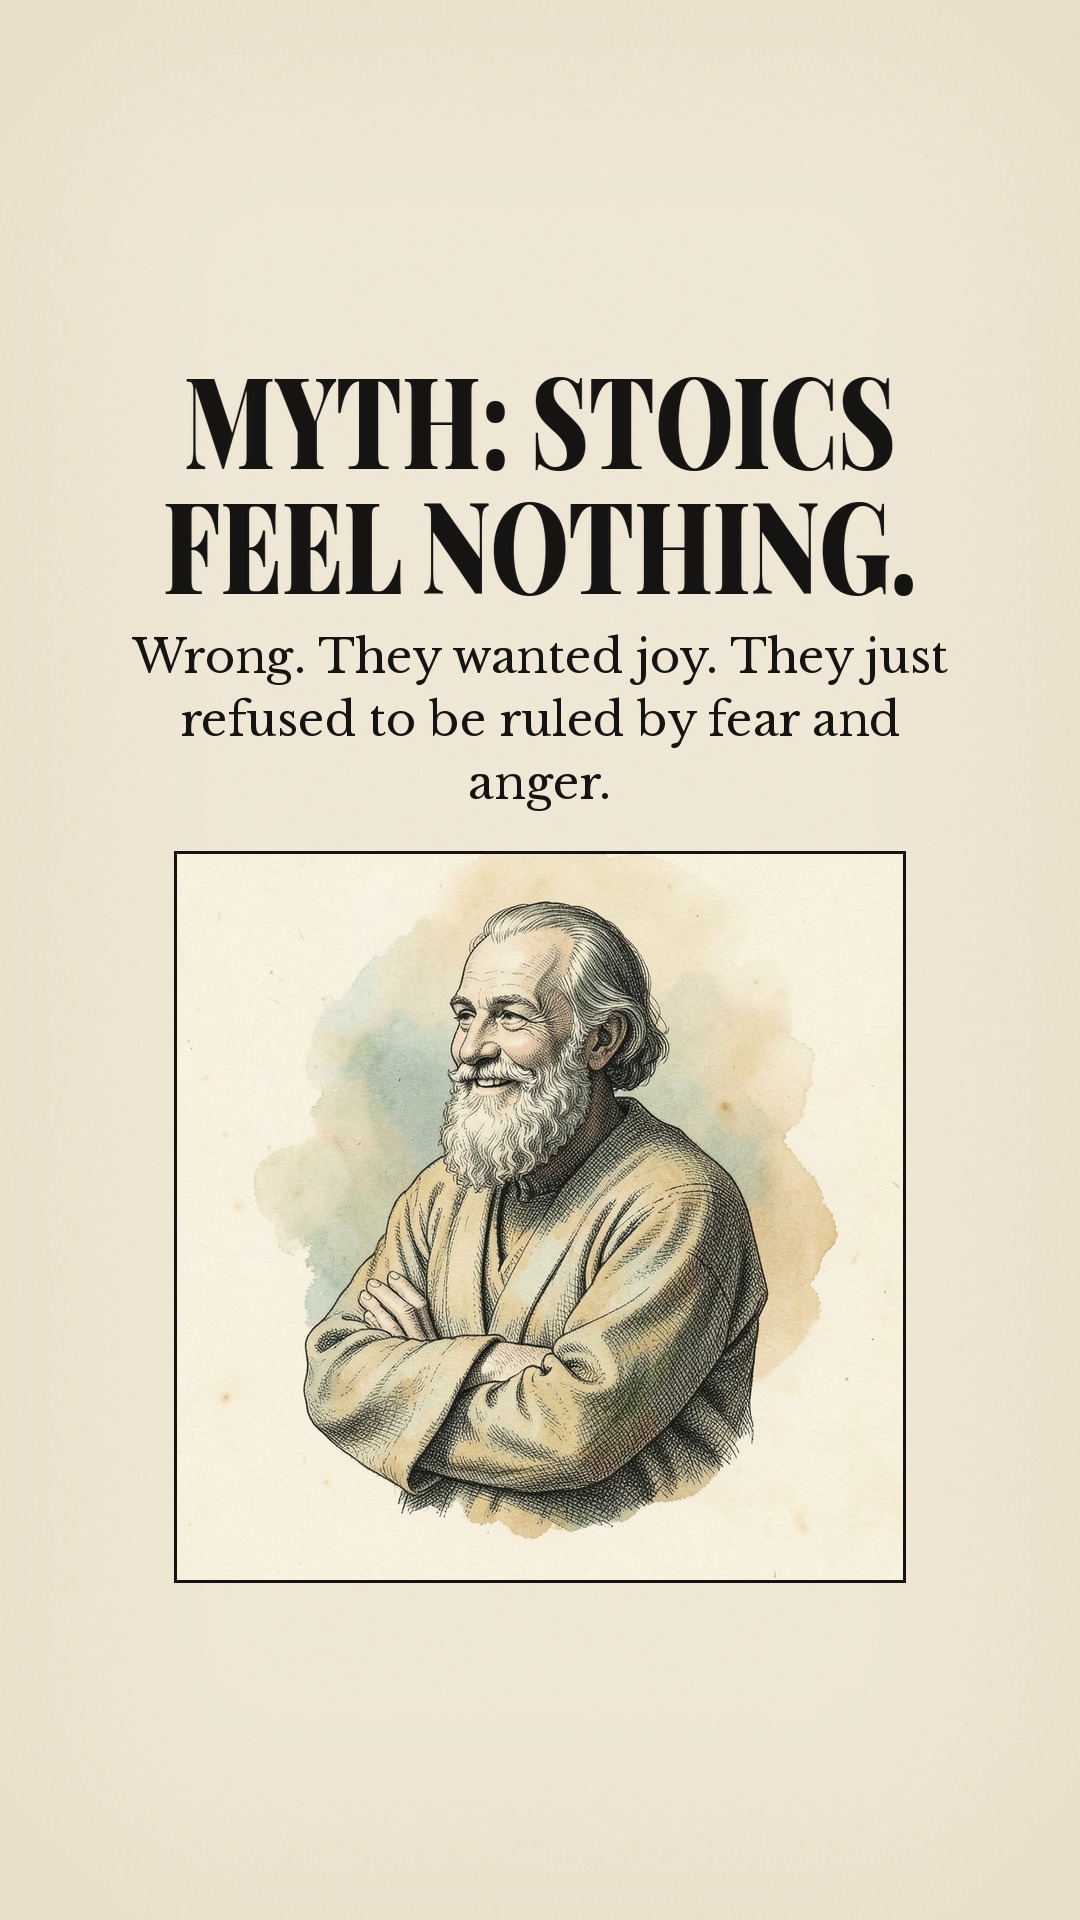 MYTH: STOICS
FEEL NOTHING.
Wrong. They wanted joy. They just
refused to be ruled by fear and
anger.